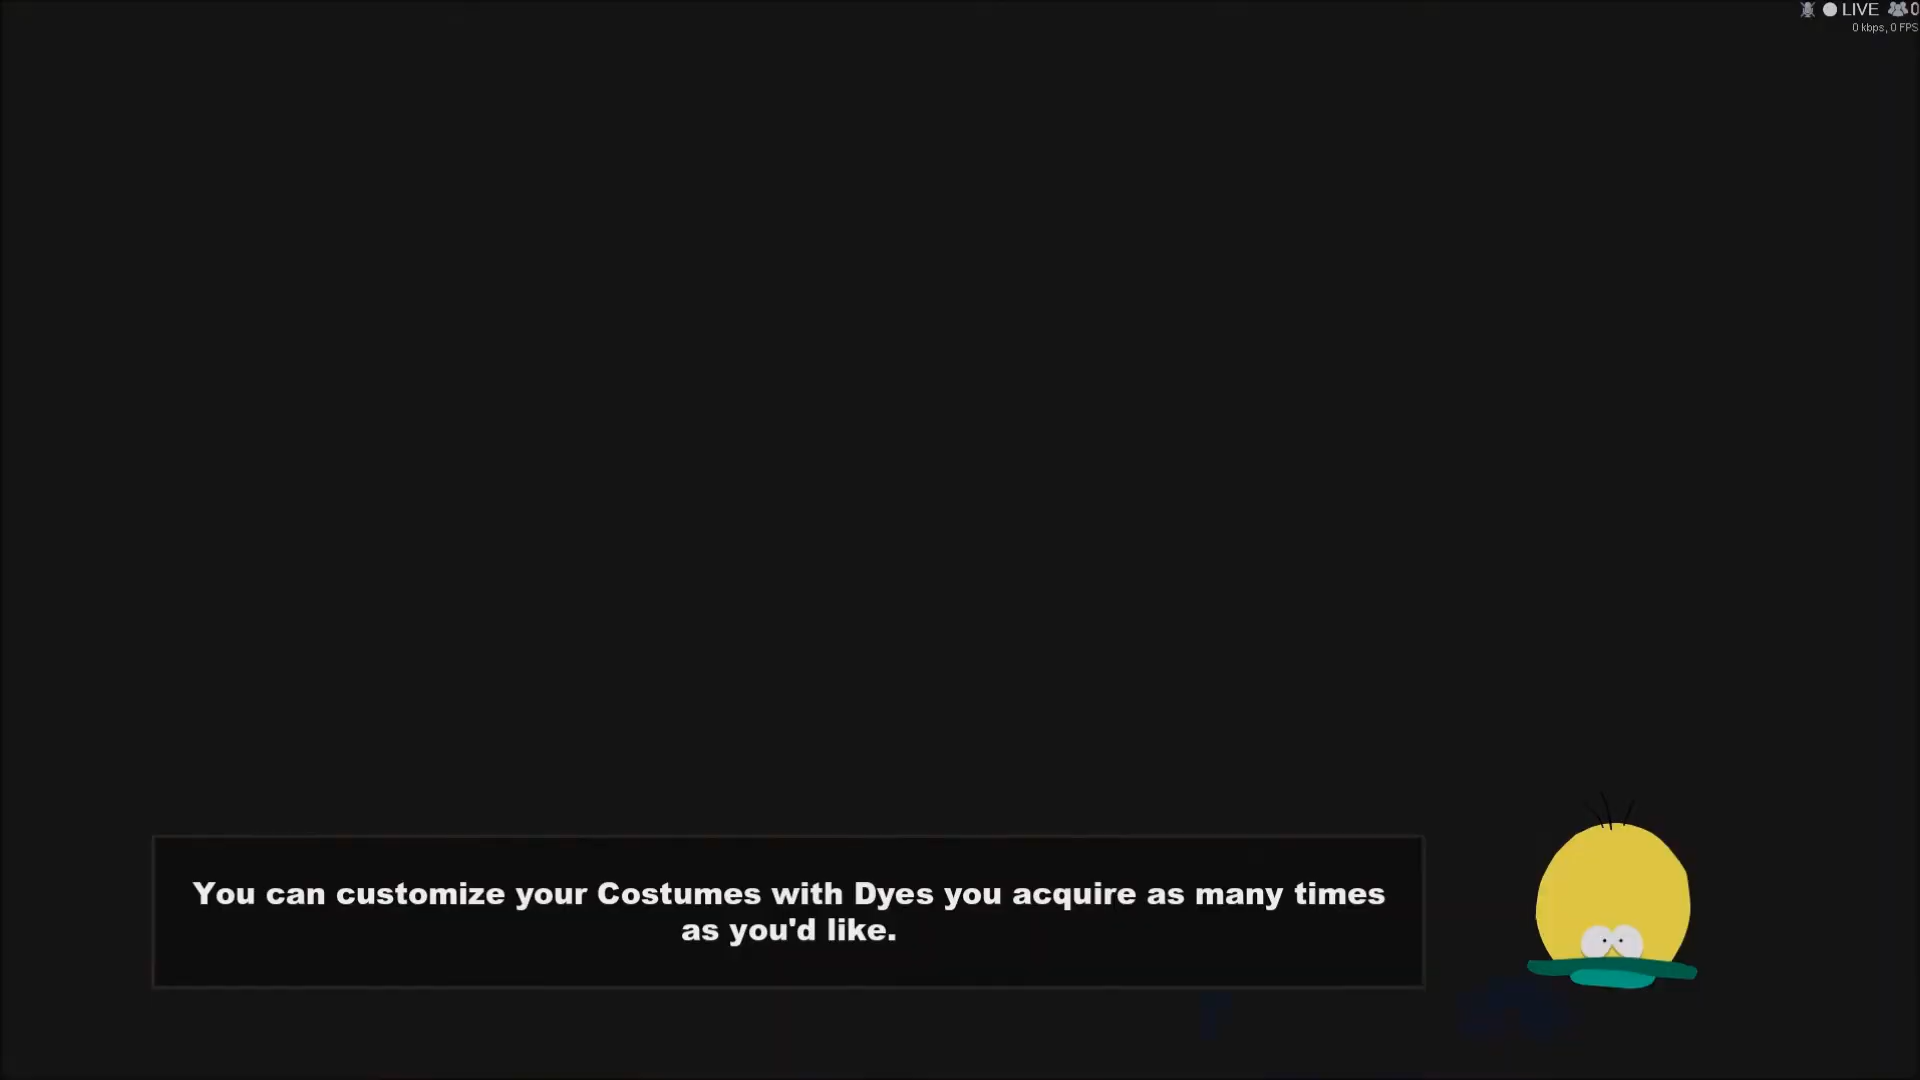 LIVE 0
0 kbps, 0 FPS
You can customize your Costumes with Dyes you acquire as many times
as you'd like.